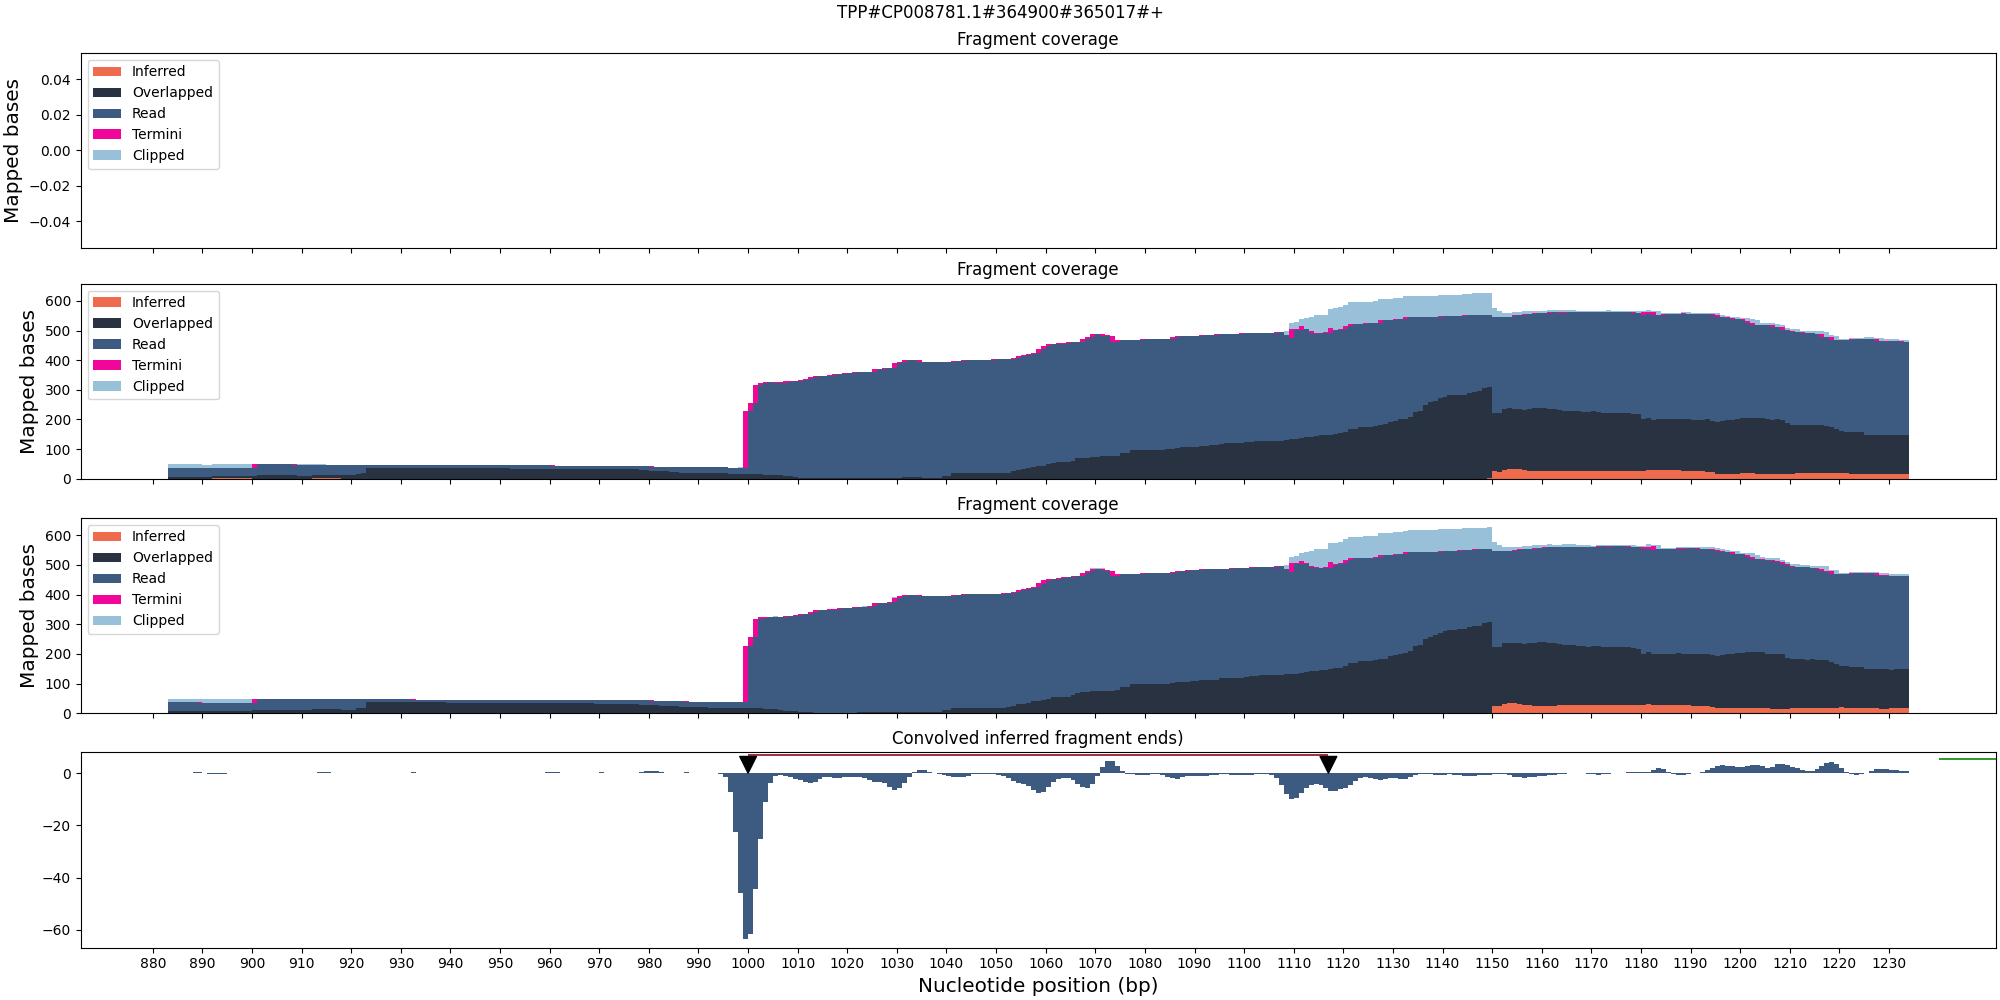 TPP#CP008781.1#364900#365017#+
Fragment coverage
Mapped bases
0.04
0.02
0.00
−0.02
−0.04
Inferred
Overlapped
Read
Termini
Clipped
Fragment coverage
Mapped bases
600
500
400
300
200
100
0
Inferred
Overlapped
Read
Termini
Clipped
Fragment coverage
Mapped bases
600
500
400
300
200
100
0
Inferred
Overlapped
Read
Termini
Clipped
Convolved inferred fragment ends)
0
−20
−40
−60
880 890 900 910 920 930 940 950 960 970 980 990 1000 1010 1020 1030 1040 1050 1060 1070 1080 1090 1100 1110 1120 1130 1140 1150 1160 1170 1180 1190 1200 1210 1220 1230
Nucleotide position (bp)